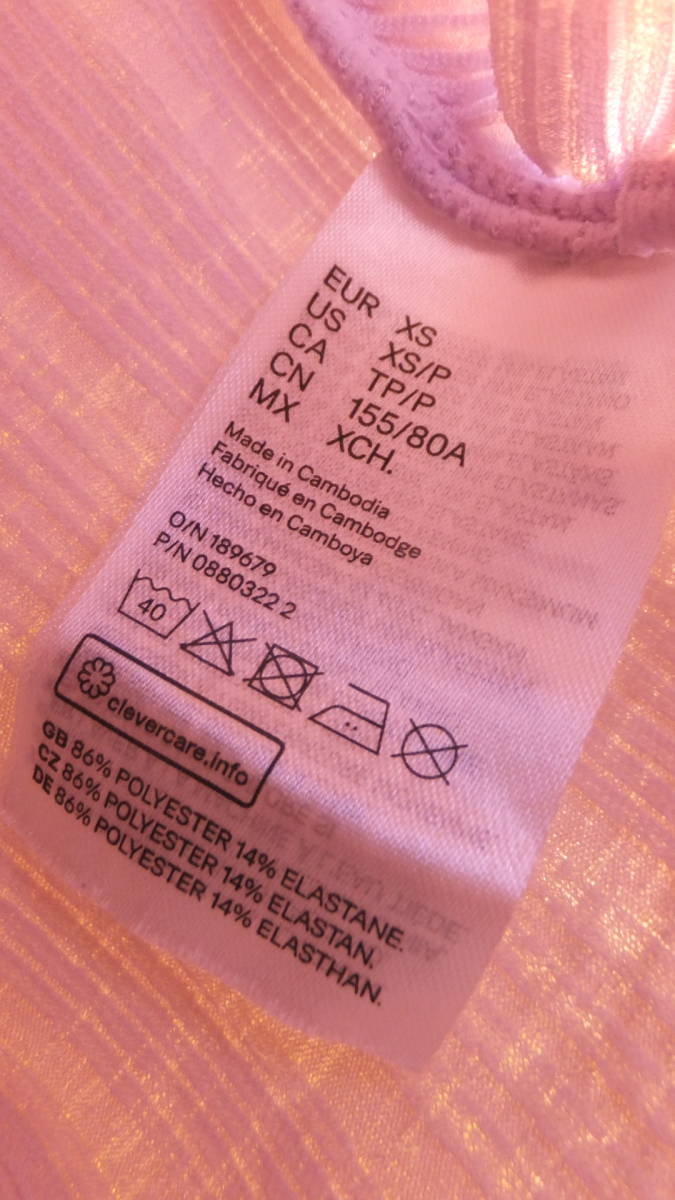 EUR XS
US XS/P
CA TP/P
CN 155/80A
MX XCH.
Made in Cambodia
Fabriqué en Cambodge
Hecho en Camboya
O/N 189679
P/N 0880322 2
40
clevercare.info
GB 86% POLYESTER 14% ELASTANE.
CZ 86% POLYESTER 14% ELASTAN.
DE 86% POLYESTER 14% ELASTHAN.